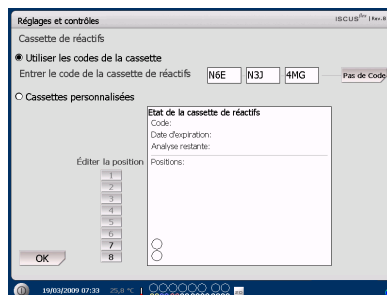 Réglages et contrôles
ISCUSflex | Rev.B
Cassette de réactifs
Utiliser les codes de la cassette
Entrer le code de la cassette de réactifs N6E N3J 4MG Pas de Code
Cassettes personnalisées
Etat de la cassette de réactifs
Code:
Date d'expiration:
Analyse restante:
Éditer la position
Positions:
1
2
3
4
5
6
7
8
OK
19/03/2009 07:33 25,8 °C